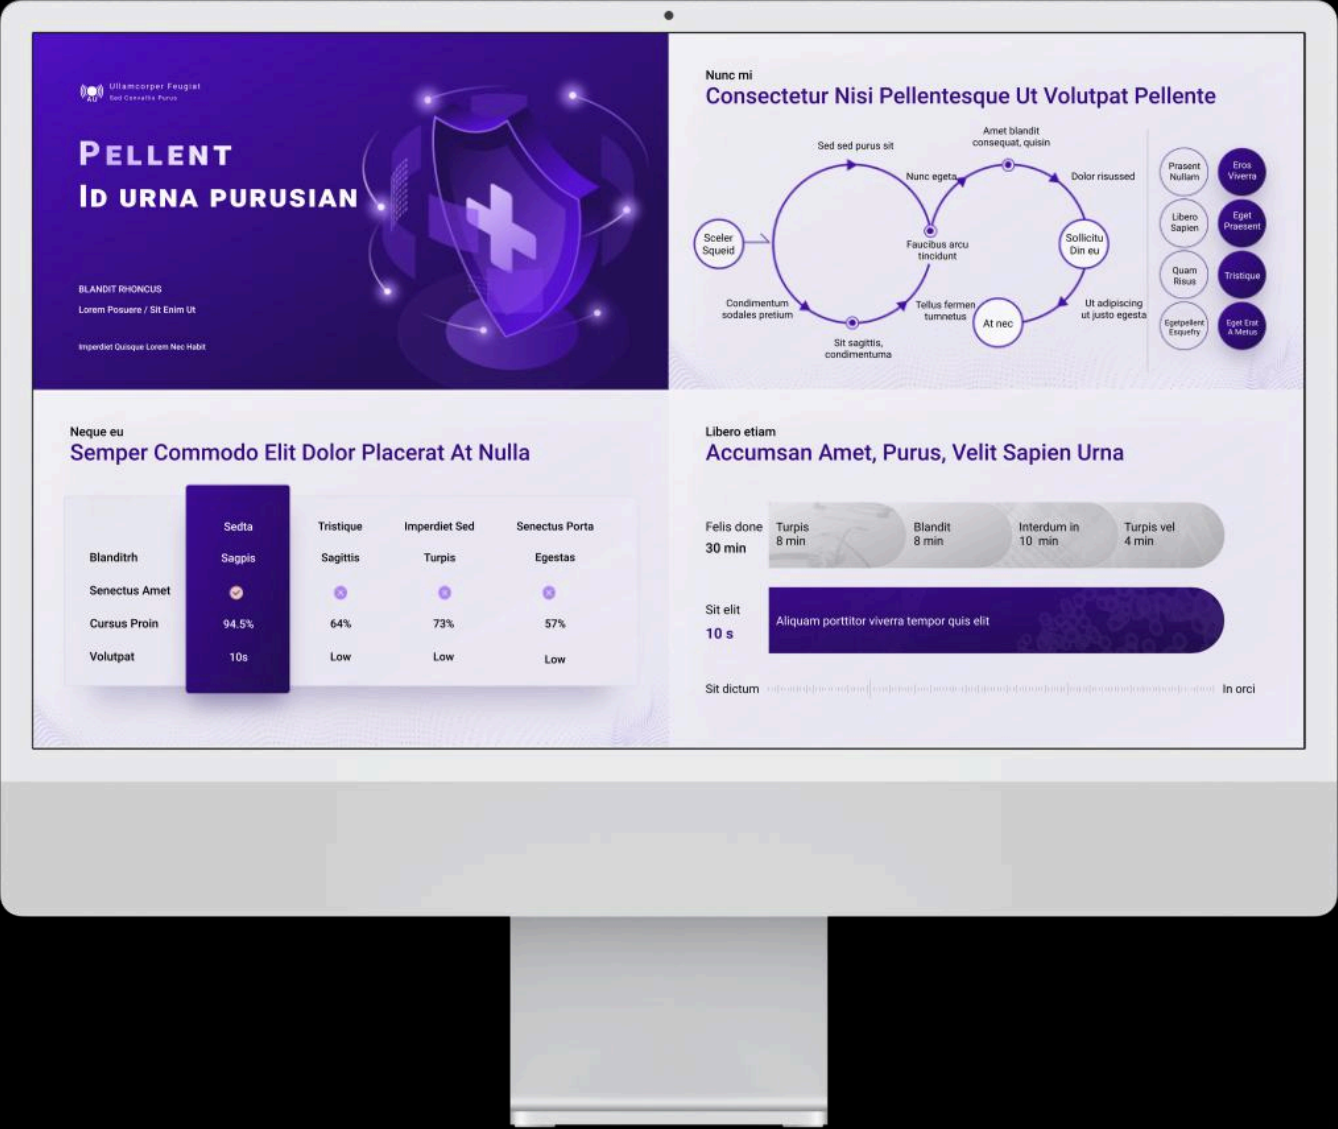 Ullamcorper Feugiat
AU
Sed Convallis Purus
PELLENT
ID URNA PURUSIAN
BLANDIT RHONCUS
Lorem Posuere / Sit Enim Ut
Imperdiet Quisque Lorem Nec Habit
Nunc mi
Consectetur Nisi Pellentesque Ut Volutpat Pellente
Sceler
Squeid
Sed sed purus sit
Nunc egeta
Amet blandit
consequat, quisin
Dolor risussed
Faucibus arcu
tincidunt
Sollicitu
Din eu
Condimentum
sodales pretium
Sit sagittis,
condimentuma
Tellus fermen
tumnetus
At nec
Ut adipiscing
ut justo egesta
Prasent
Nullam
Eros
Viverra
Libero
Sapien
Eget
Praesent
Quam
Risus
Tristique
Egetpellent
Esquefry
Eget Erat
A Metus
Neque eu
Semper Commodo Elit Dolor Placerat At Nulla
Sedta Tristique Imperdiet Sed Senectus Porta
Blanditrh Sagpis Sagittis Turpis Egestas
Senectus Amet
Cursus Proin 94.5% 64% 73% 57%
Volutpat 10s Low Low Low
Libero etiam
Accumsan Amet, Purus, Velit Sapien Urna
Felis done
30 min
Turpis
8 min
Blandit
8 min
Interdum in
10 min
Turpis vel
4 min
Sit elit
10 s
Aliquam porttitor viverra tempor quis elit
Sit dictum
In orci